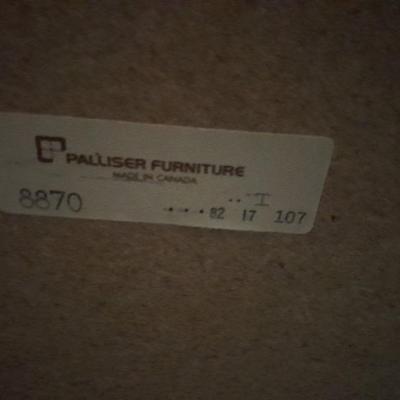 PALLISER FURNITURE
MADE IN CANADA
8870 82 17 107